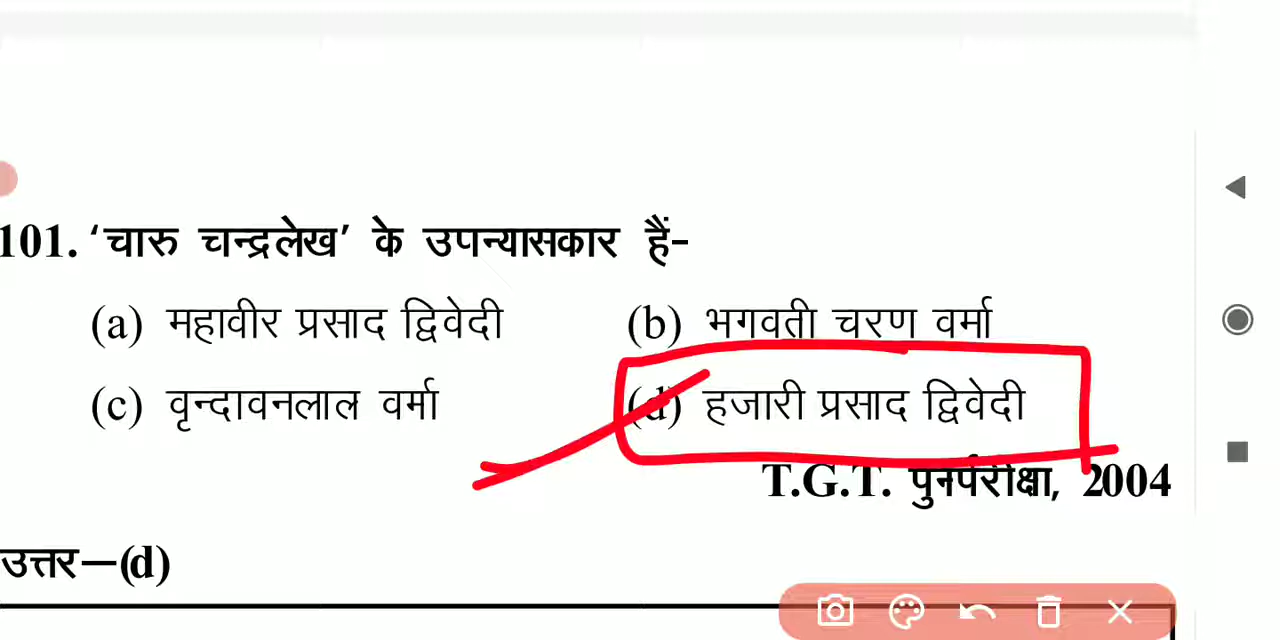 101. ‘चारु चन्द्रलेख’ के उपन्यासकार हैं-
(a) महावीर प्रसाद द्विवेदी (b) भगवती चरण वर्मा
(c) वृन्दावनलाल वर्मा (d) हजारी प्रसाद द्विवेदी
T.G.T. पुनर्परीक्षा, 2004
उत्तर—(d)